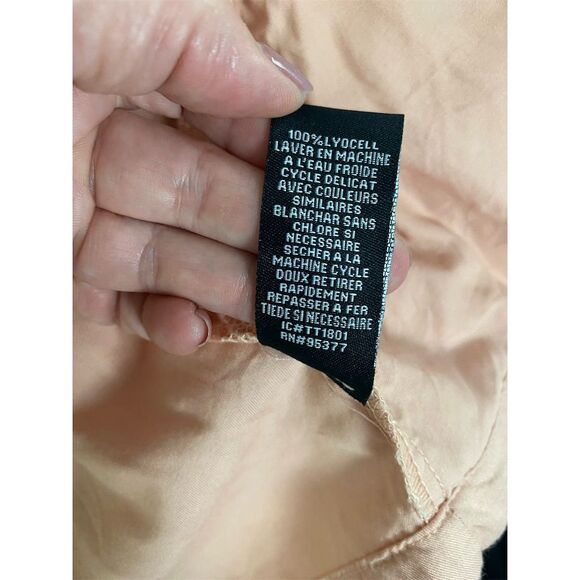 100%LYOCELL
LAVER EN MACHINE
A L'EAU FROIDE
CYCLE DELICAT
AVEC COULEURS
SIMILAIRES
BLANCHAR SANS
CHLORE SI
NECESSAIRE
SECHER A LA
MACHINE CYCLE
DOUX RETIRER
RAPIDEMENT
REPASSER A FER
TIEDE SI NECESSAIRE
IC#TT1801
RN#95377